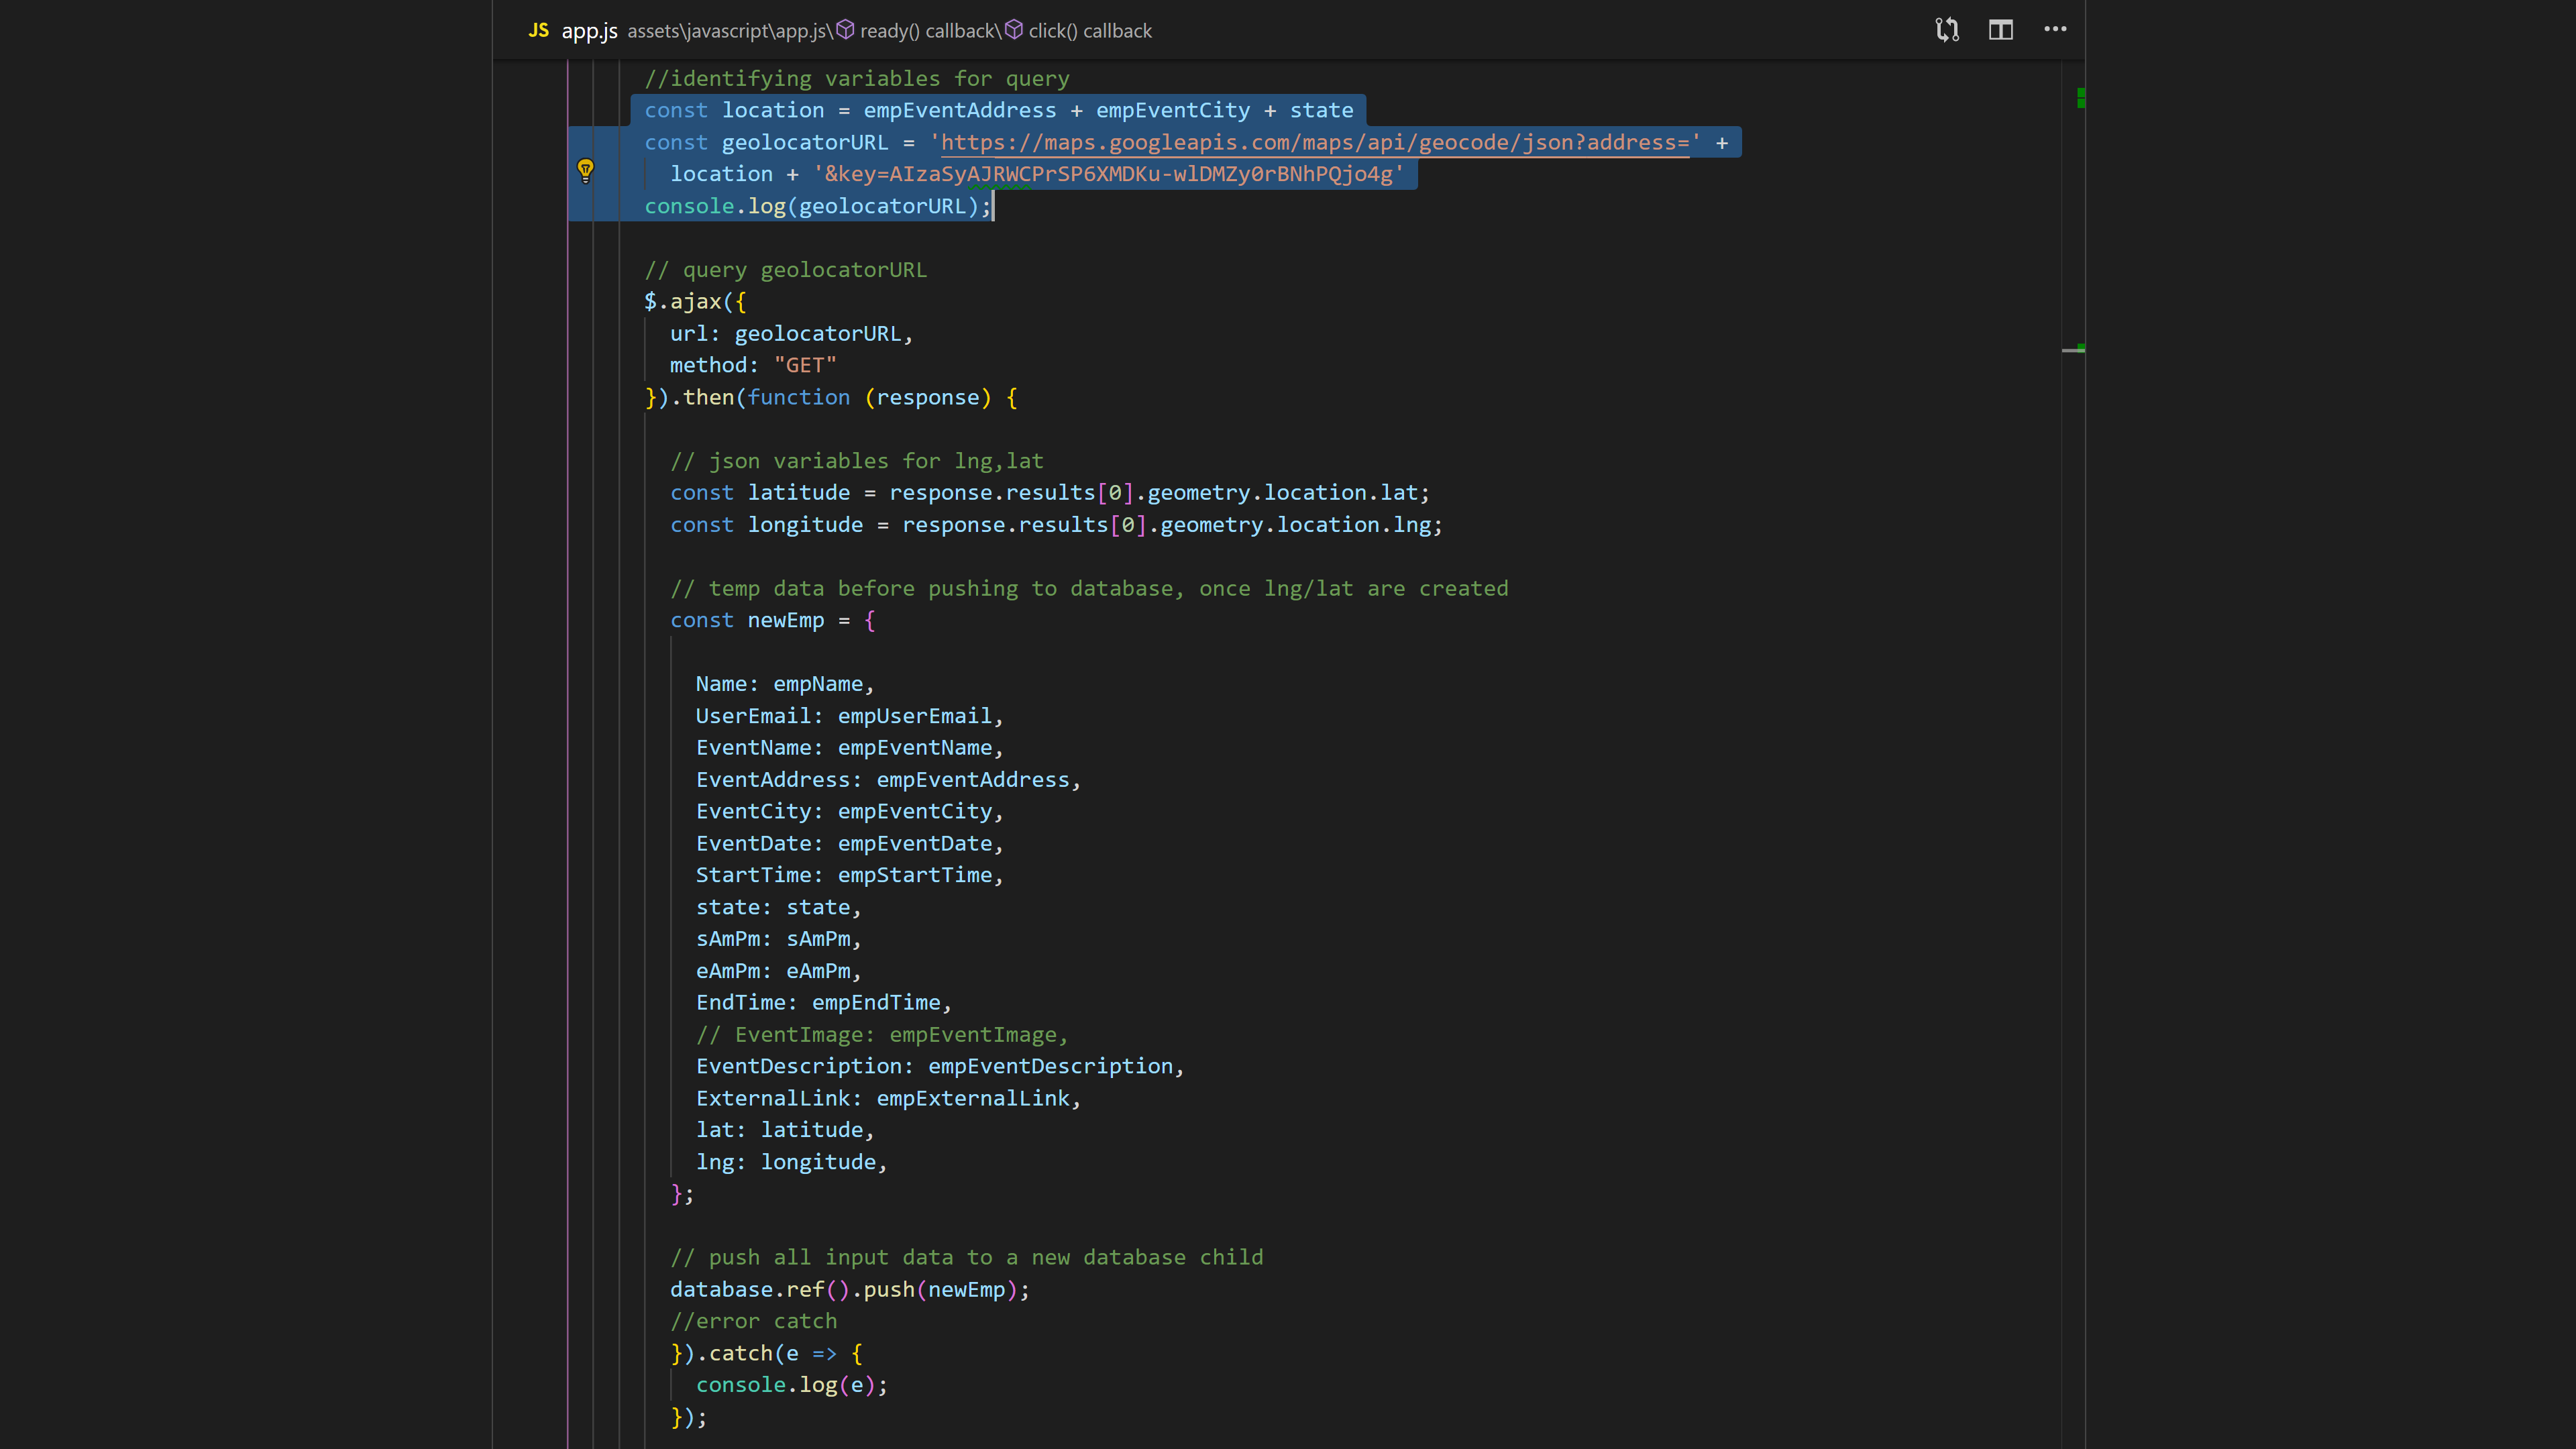 JS app.js assets\javascript\app.js\ ready() callback\ click() callback
//identifying variables for query
const location = empEventAddress + empEventCity + state
const geolocatorURL = 'https://maps.googleapis.com/maps/api/geocode/json?address=' +
location + '&key=AIzaSyAJRWCPrSP6XMDKu-wlDMZy0rBNhPQjo4g'
console.log(geolocatorURL);
// query geolocatorURL
$.ajax({
url: geolocatorURL,
method: "GET"
}).then(function (response) {
// json variables for lng,lat
const latitude = response.results[0].geometry.location.lat;
const longitude = response.results[0].geometry.location.lng;
// temp data before pushing to database, once lng/lat are created
const newEmp = {
Name: empName,
UserEmail: empUserEmail,
EventName: empEventName,
EventAddress: empEventAddress,
EventCity: empEventCity,
EventDate: empEventDate,
StartTime: empStartTime,
state: state,
sAmPm: sAmPm,
eAmPm: eAmPm,
EndTime: empEndTime,
// EventImage: empEventImage,
EventDescription: empEventDescription,
ExternalLink: empExternalLink,
lat: latitude,
lng: longitude,
};
// push all input data to a new database child
database.ref().push(newEmp);
//error catch
}).catch(e => {
console.log(e);
});